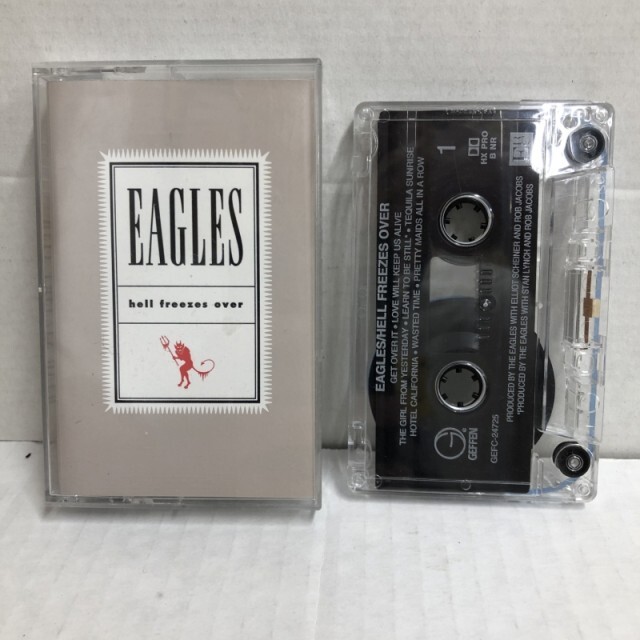 EAGLES
hell freezes over
1
HX PRO
B NR
EAGLES/HELL FREEZES OVER
GET OVER IT • LOVE WILL KEEP US ALIVE
THE GIRL FROM YESTERDAY • LEARN TO BE STILL* • TEQUILA SUNRISE
HOTEL CALIFORNIA • WASTED TIME • PRETTY MAIDS ALL IN A ROW
GEFFEN
GEFC-24725
PRODUCED BY THE EAGLES WITH ELLIOT SCHEINER AND ROB JACOBS
*PRODUCED BY THE EAGLES WITH STAN LYNCH AND ROB JACOBS